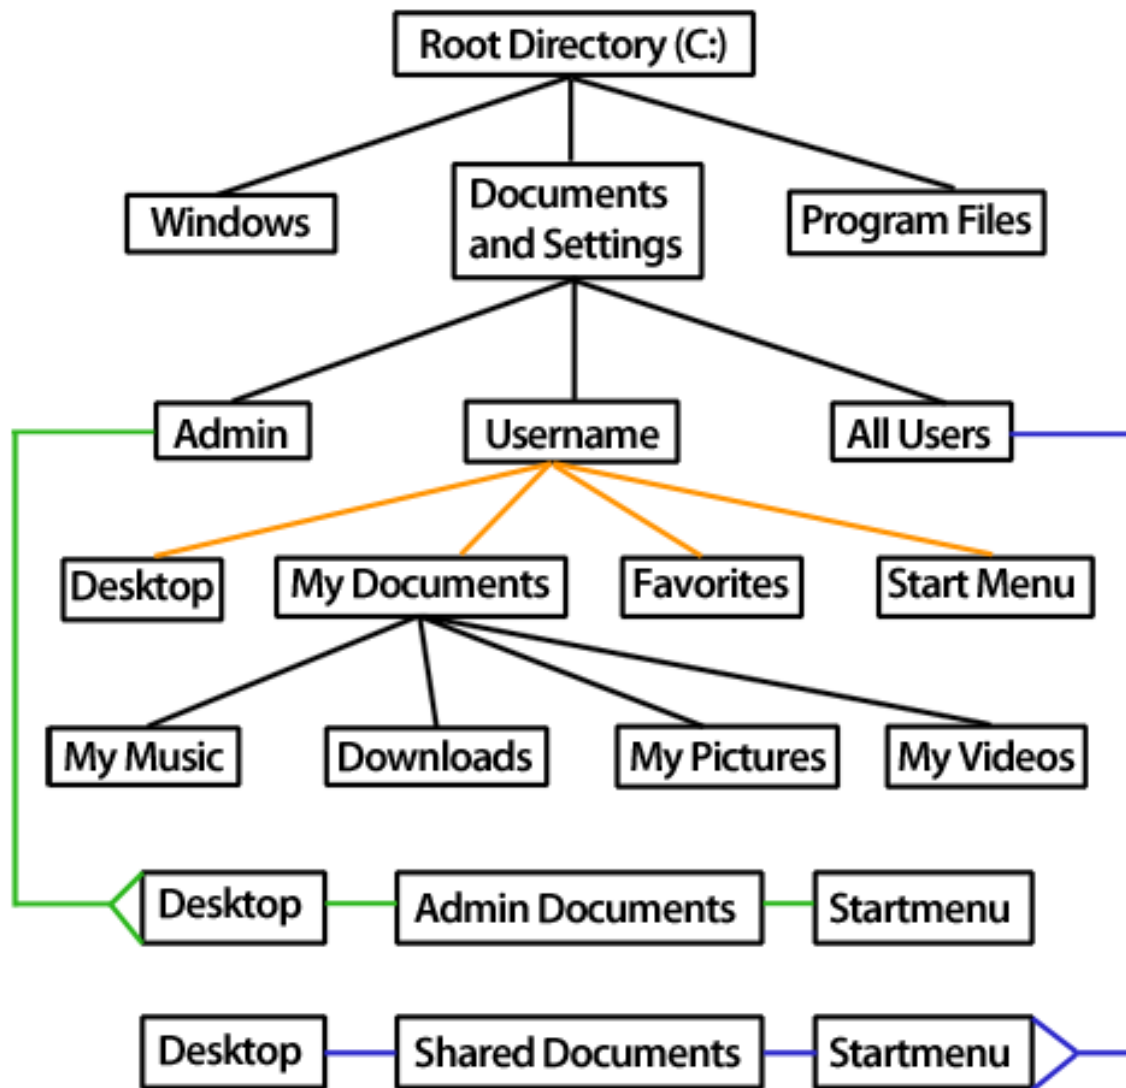 Root Directory (C:)
Windows
Documents
and Settings
Program Files
Admin
Username
All Users
Desktop
My Documents
Favorites
Start Menu
My Music
Downloads
My Pictures
My Videos
Desktop
Admin Documents
Startmenu
Desktop
Shared Documents
Startmenu